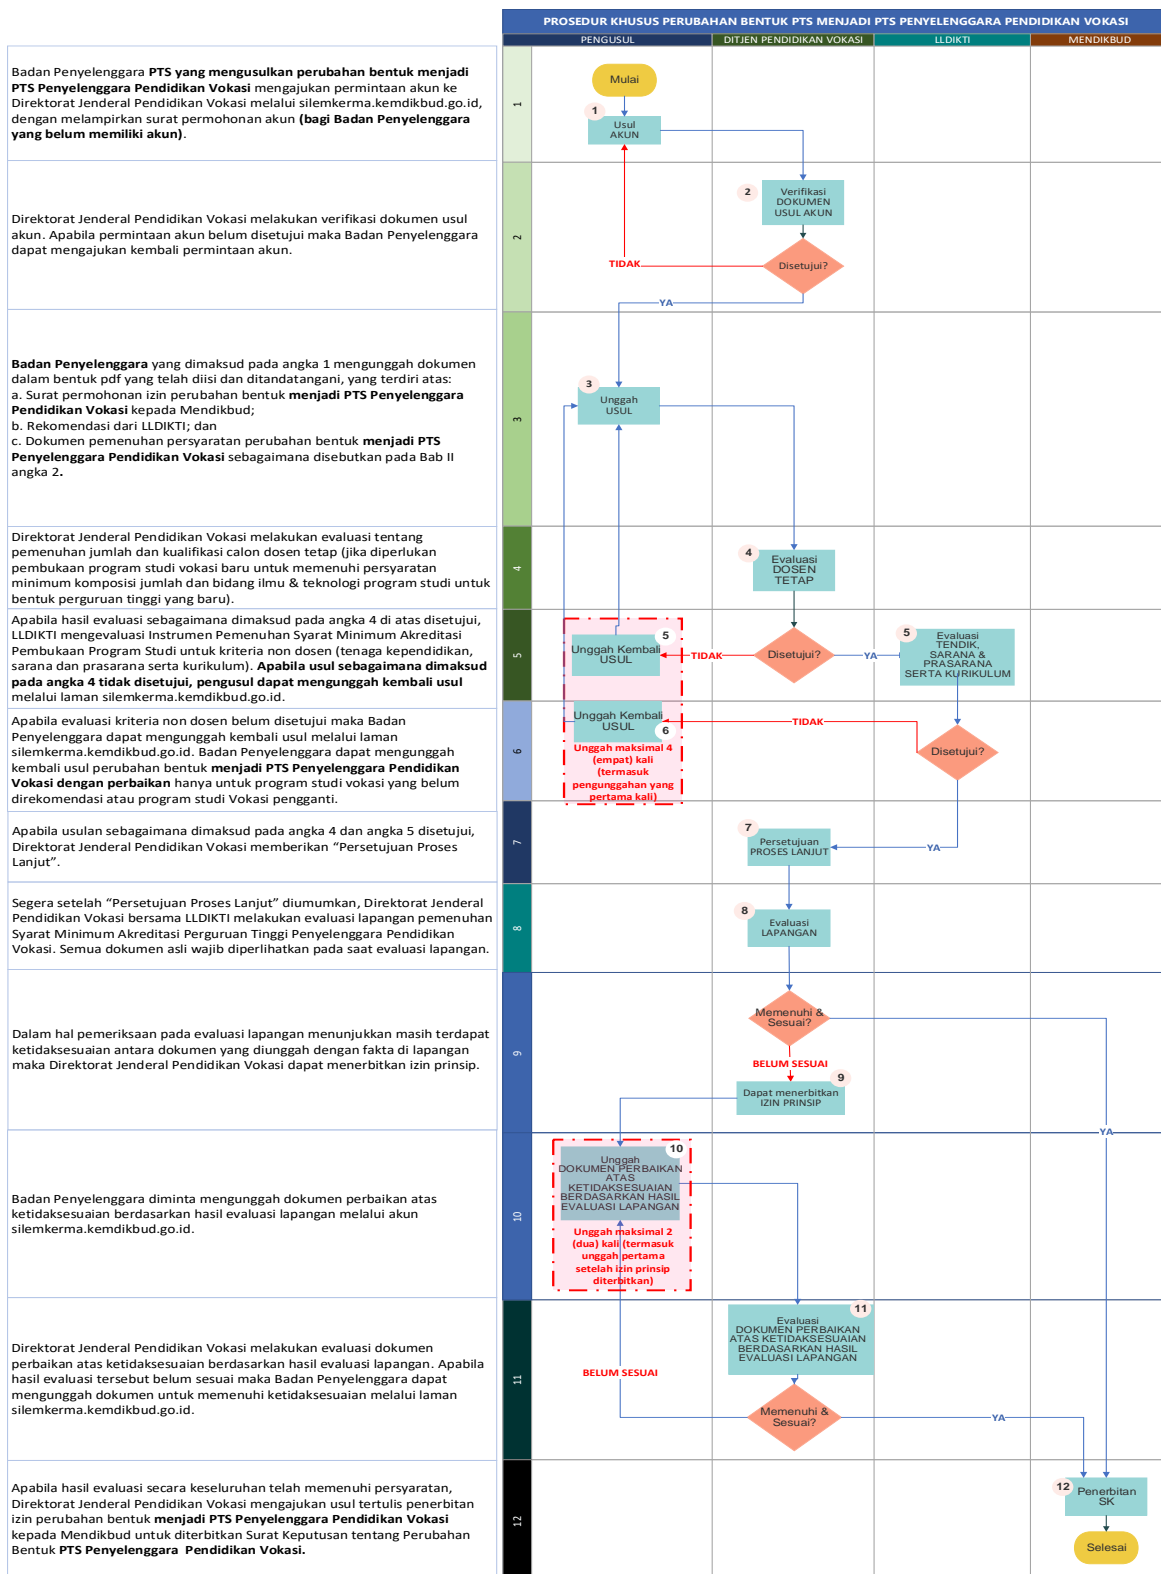 PROSEDUR KHUSUS PERUBAHAN BENTUK PTS MENJADI PTS PENYELENGGARA PENDIDIKAN VOKASI
PENGUSUL
DITJEN PENDIDIKAN VOKASI
LLDIKTI
MENDIKBUD
Badan Penyelenggara PTS yang mengusulkan perubahan bentuk menjadi
PTS Penyelenggara Pendidikan Vokasi mengajukan permintaan akun ke
Direktorat Jenderal Pendidikan Vokasi melalui silemkerma.kemdikbud.go.id,
dengan melampirkan surat permohonan akun (bagi Badan Penyelenggara
yang belum memiliki akun).
1
Mulai
1
Usul
AKUN
Direktorat Jenderal Pendidikan Vokasi melakukan verifikasi dokumen usul
akun. Apabila permintaan akun belum disetujui maka Badan Penyelenggara
dapat mengajukan kembali permintaan akun.
2
2
Verifikasi
DOKUMEN
USUL AKUN
Disetujui?
TIDAK
YA
Badan Penyelenggara yang dimaksud pada angka 1 mengunggah dokumen
dalam bentuk pdf yang telah diisi dan ditandatangani, yang terdiri atas:
a. Surat permohonan izin perubahan bentuk menjadi PTS Penyelenggara
Pendidikan Vokasi kepada Mendikbud;
b. Rekomendasi dari LLDIKTI; dan
c. Dokumen pemenuhan persyaratan perubahan bentuk menjadi PTS
Penyelenggara Pendidikan Vokasi sebagaimana disebutkan pada Bab II
angka 2.
3
3
Unggah
USUL
Direktorat Jenderal Pendidikan Vokasi melakukan evaluasi tentang
pemenuhan jumlah dan kualifikasi calon dosen tetap (jika diperlukan
pembukaan program studi vokasi baru untuk memenuhi persyaratan
minimum komposisi jumlah dan bidang ilmu & teknologi program studi untuk
bentuk perguruan tinggi yang baru).
4
4
Evaluasi
DOSEN
TETAP
Apabila hasil evaluasi sebagaimana dimaksud pada angka 4 di atas disetujui,
LLDIKTI mengevaluasi Instrumen Pemenuhan Syarat Minimum Akreditasi
Pembukaan Program Studi untuk kriteria non dosen (tenaga kependidikan,
sarana dan prasarana serta kurikulum). Apabila usul sebagaimana dimaksud
pada angka 4 tidak disetujui, pengusul dapat mengunggah kembali usul
melalui laman silemkerma.kemdikbud.go.id.
5
5
Unggah Kembali
USUL
TIDAK
Disetujui?
YA
5
Evaluasi
TENDIK,
SARANA &
PRASARANA
SERTA KURIKULUM
Apabila evaluasi kriteria non dosen belum disetujui maka Badan
Penyelenggara dapat mengunggah kembali usul melalui laman
silemkerma.kemdikbud.go.id. Badan Penyelenggara dapat mengunggah
kembali usul perubahan bentuk menjadi PTS Penyelenggara Pendidikan
Vokasi dengan perbaikan hanya untuk program studi vokasi yang belum
direkomendasi atau program studi Vokasi pengganti.
6
Unggah Kembali
USUL
6
Unggah maksimal 4
(empat) kali
(termasuk
pengunggahan yang
pertama kali)
TIDAK
Disetujui?
Apabila usulan sebagaimana dimaksud pada angka 4 dan angka 5 disetujui,
Direktorat Jenderal Pendidikan Vokasi memberikan “Persetujuan Proses
Lanjut”.
7
7
Persetujuan
PROSES LANJUT
YA
Segera setelah “Persetujuan Proses Lanjut” diumumkan, Direktorat Jenderal
Pendidikan Vokasi bersama LLDIKTI melakukan evaluasi lapangan pemenuhan
Syarat Minimum Akreditasi Perguruan Tinggi Penyelenggara Pendidikan
Vokasi. Semua dokumen asli wajib diperlihatkan pada saat evaluasi lapangan.
8
8
Evaluasi
LAPANGAN
Dalam hal pemeriksaan pada evaluasi lapangan menunjukkan masih terdapat
ketidaksesuaian antara dokumen yang diunggah dengan fakta di lapangan
maka Direktorat Jenderal Pendidikan Vokasi dapat menerbitkan izin prinsip.
9
Memenuhi &
Sesuai?
BELUM SESUAI
9
Dapat menerbitkan
IZIN PRINSIP
YA
Badan Penyelenggara diminta mengunggah dokumen perbaikan atas
ketidaksesuaian berdasarkan hasil evaluasi lapangan melalui akun
silemkerma.kemdikbud.go.id.
10
10
Unggah
DOKUMEN PERBAIKAN
ATAS
KETIDAKSESUAIAN
BERDASARKAN HASIL
EVALUASI LAPANGAN
Unggah maksimal 2
(dua) kali (termasuk
unggah pertama
setelah izin prinsip
diterbitkan)
Direktorat Jenderal Pendidikan Vokasi melakukan evaluasi dokumen
perbaikan atas ketidaksesuaian berdasarkan hasil evaluasi lapangan. Apabila
hasil evaluasi tersebut belum sesuai maka Badan Penyelenggara dapat
mengunggah dokumen untuk memenuhi ketidaksesuaian melalui laman
silemkerma.kemdikbud.go.id.
11
11
Evaluasi
DOKUMEN PERBAIKAN
ATAS KETIDAKSESUAIAN
BERDASARKAN HASIL
EVALUASI LAPANGAN
BELUM SESUAI
Memenuhi &
Sesuai?
YA
Apabila hasil evaluasi secara keseluruhan telah memenuhi persyaratan,
Direktorat Jenderal Pendidikan Vokasi mengajukan usul tertulis penerbitan
izin perubahan bentuk menjadi PTS Penyelenggara Pendidikan Vokasi
kepada Mendikbud untuk diterbitkan Surat Keputusan tentang Perubahan
Bentuk PTS Penyelenggara Pendidikan Vokasi.
12
12
Penerbitan
SK
Selesai